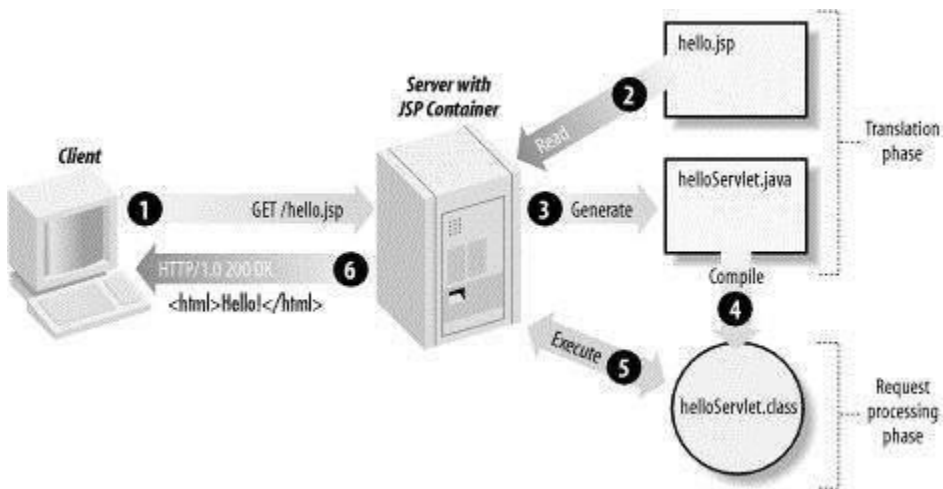 hello.jsp
Server with
JSP Container
2
Read
Translation
phase
Client
helloServlet.java
1
GET /hello.jsp
3
Generate
HTTP/1.0 200 OK
6
<html>Hello!</html>
Compile
4
Execute
5
helloServlet.class
Request
processing
phase